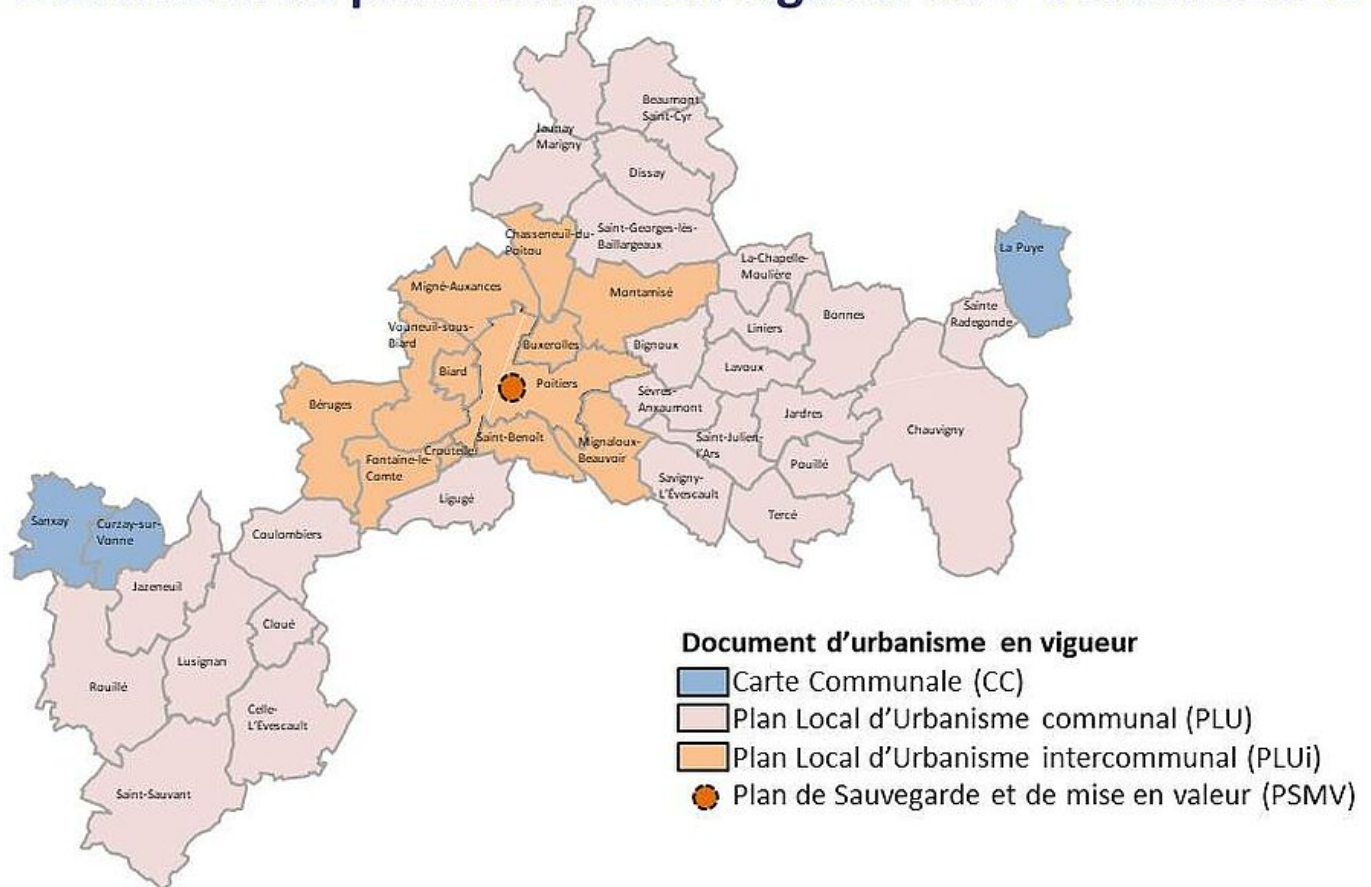 Beaumont
Saint-Cyr
Jaunay
Marigny
Dissay
Chasseneuil-du-
Poitou
Saint-Georges-lès-
Baillargeaux
La-Chapelle-
Moulière
La Puye
Migné-Auxances
Montamisé
Bonnes
Sainte
Radegonde
Vouneuil-sous-
Biard
Buxerolles
Bignoux
Liniers
Biard
Poitiers
Lavoux
Béruges
Sèvres-
Anxaumont
Jardres
Chauvigny
Fontaine-le-
Comte
Croutelle
Saint-Benoît
Mignaloux-
Beauvoir
Saint-Julien-
l'Ars
Pouillé
Ligugé
Savigny-
L'Évescault
Tercé
Sanxay
Curzay-sur-
Vonne
Coulombiers
Jazeneuil
Cloué
Lusignan
Rouillé
Celle-
L'Evescault
Saint-Sauvant
Document d'urbanisme en vigueur
Carte Communale (CC)
Plan Local d'Urbanisme communal (PLU)
Plan Local d'Urbanisme intercommunal (PLUi)
Plan de Sauvegarde et de mise en valeur (PSMV)